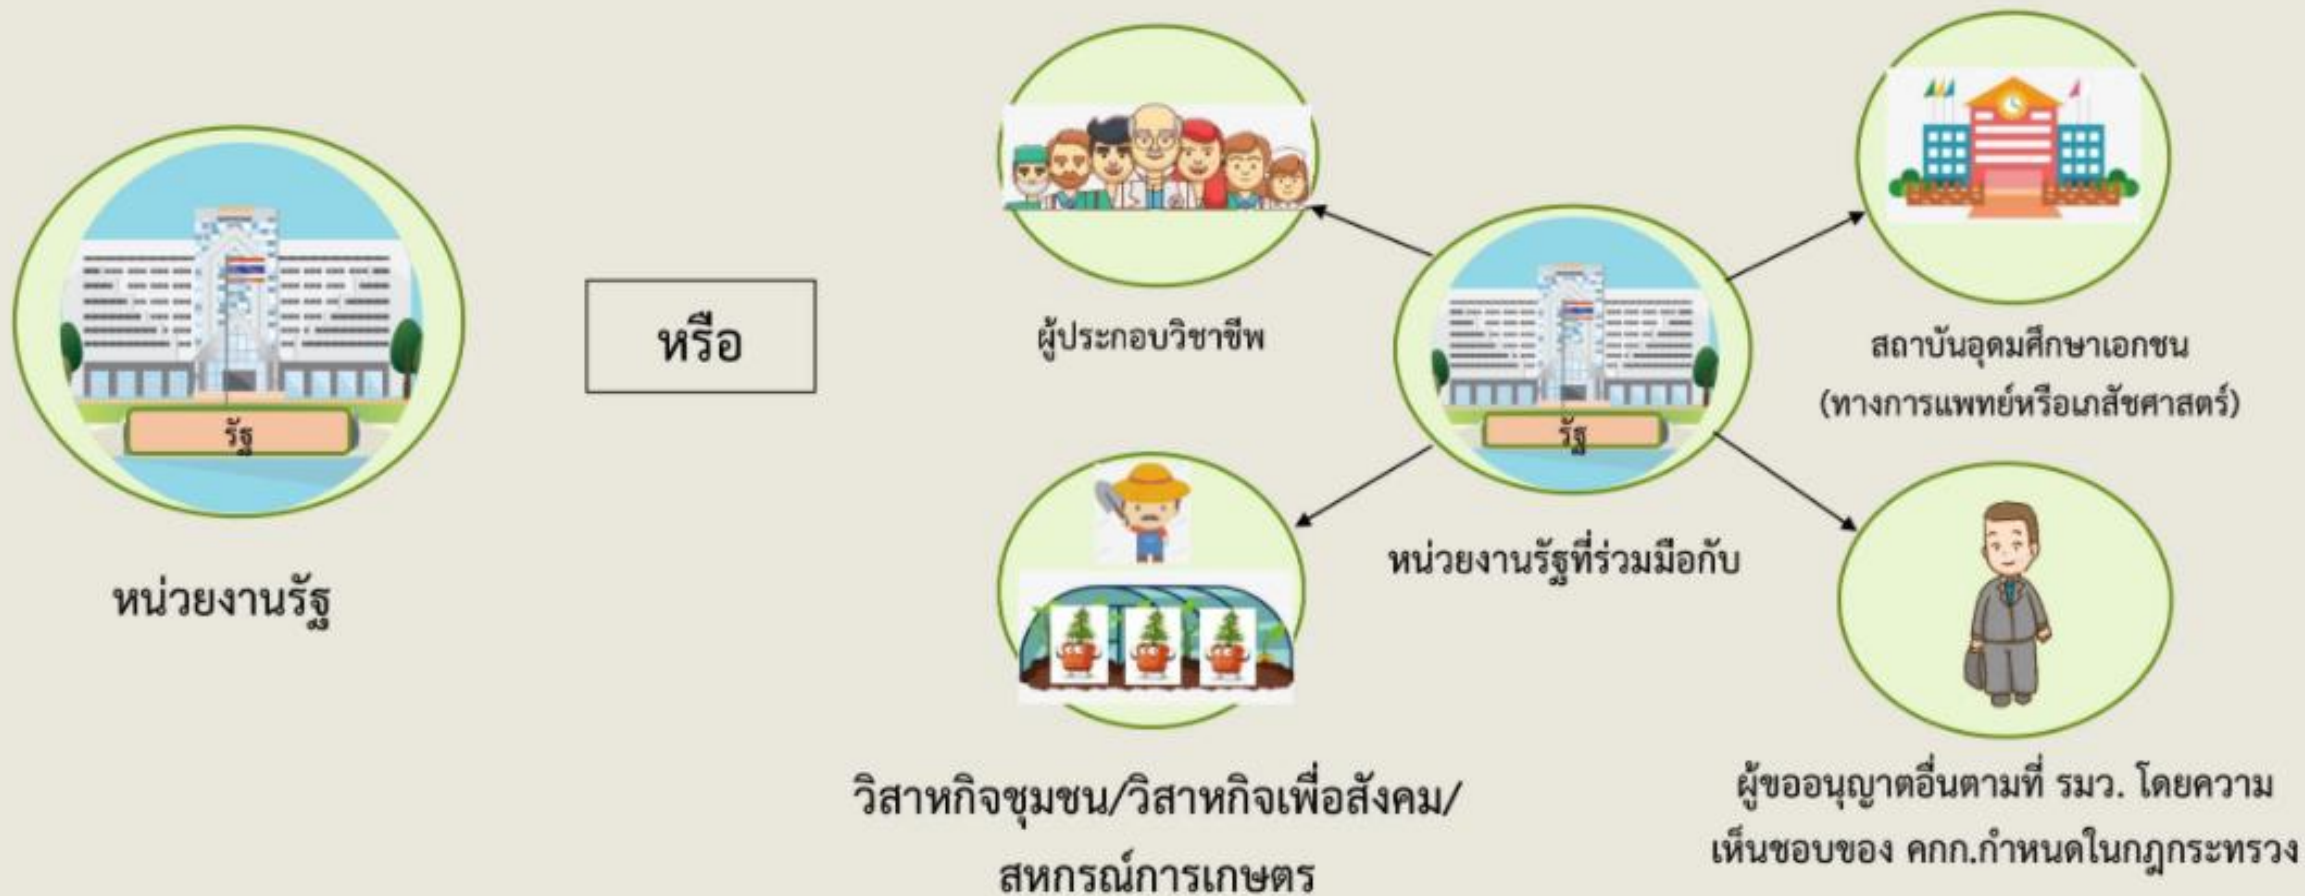 รัฐ
หน่วยงานรัฐ
หรือ
ผู้ประกอบวิชาชีพ
รัฐ
หน่วยงานรัฐที่ร่วมมือกับ
สถาบันอุดมศึกษาเอกชน
(ทางการแพทย์หรือเภสัชศาสตร์)
วิสาหกิจชุมชน/วิสาหกิจเพื่อสังคม/
สหกรณ์การเกษตร
ผู้ขออนุญาตอื่นตามที่ รมว. โดยความ
เห็นชอบของ คกก.กำหนดในกฎกระทรวง